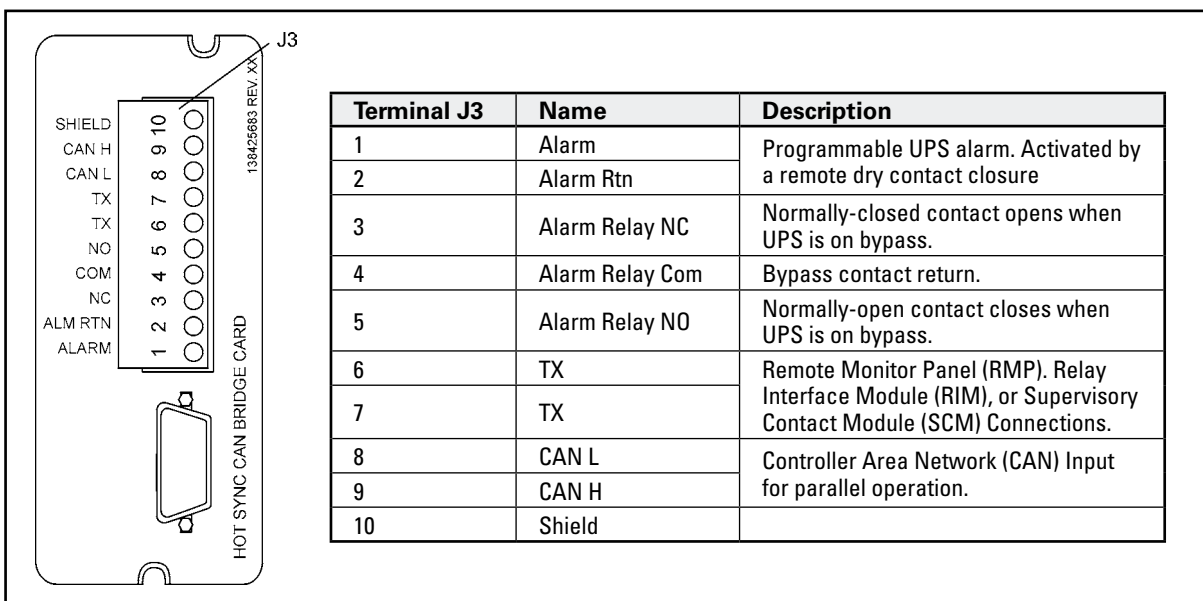 J3
138425683 REV. XX
SHIELD 10
CAN H 9
CAN L 8
TX 7
TX 6
NO 5
COM 4
NC 3
ALM RTN 2
ALARM 1
HOT SYNC CAN BRIDGE CARD
Terminal J3 Name Description
1 Alarm Programmable UPS alarm. Activated by
2 Alarm Rtn a remote dry contact closure
3 Alarm Relay NC Normally-closed contact opens when
UPS is on bypass.
4 Alarm Relay Com Bypass contact return.
5 Alarm Relay NO Normally-open contact closes when
UPS is on bypass.
6 TX Remote Monitor Panel (RMP). Relay
Interface Module (RIM), or Supervisory
7 TX Contact Module (SCM) Connections.
8 CAN L Controller Area Network (CAN) Input
9 CAN H for parallel operation.
10 Shield